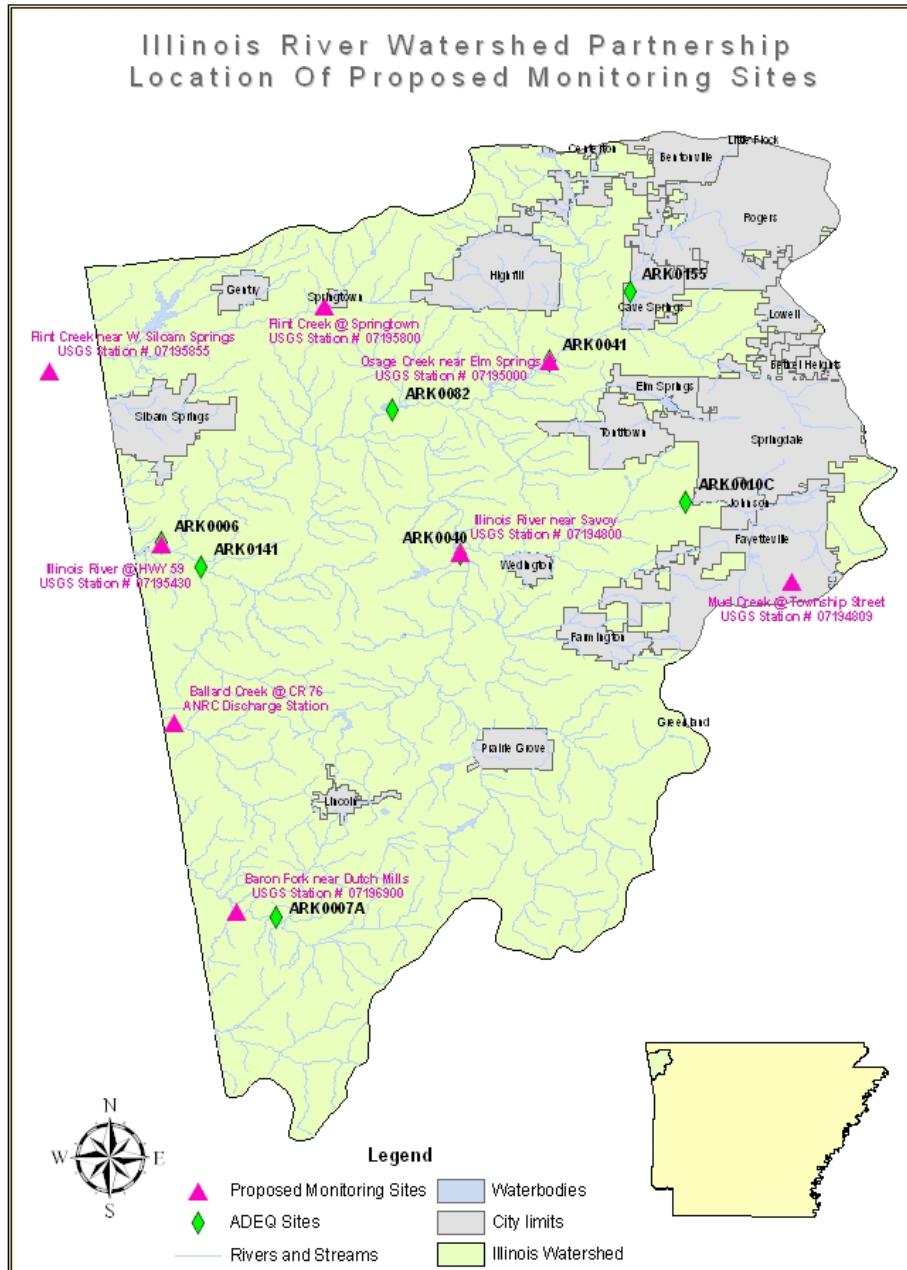 Illinois River Watershed Partnership
Location Of Proposed Monitoring Sites
Little Flock
Centerton
Bentonville
Rogers
Highfill
ARK0155
Gentry
Springtown
Cave Springs
Lowell
Flint Creek near W. Siloam Springs
USGS Station # 07195855
Flint Creek @ Springtown
USGS Station # 07195800
Osage Creek near Elm Springs
USGS Station # 07195000
ARK0041
Bethel Heights
Elm Springs
ARK0082
Siloam Springs
Tontitown
Springdale
ARK0010C
Johnson
ARK0006
ARK0141
Illinois River @ HWY 59
USGS Station # 07195430
ARK0040
Illinois River near Savoy
USGS Station # 07194800
Wedington
Fayetteville
Mud Creek @ Township Street
USGS Station # 07194809
Farmington
Ballard Creek @ CR 76
ANRC Discharge Station
Greenland
Prairie Grove
Lincoln
Baron Fork near Dutch Mills
USGS Station # 07196900
ARK0007A
N
W
E
S
Legend
Proposed Monitoring Sites
ADEQ Sites
Rivers and Streams
Waterbodies
City limits
Illinois Watershed